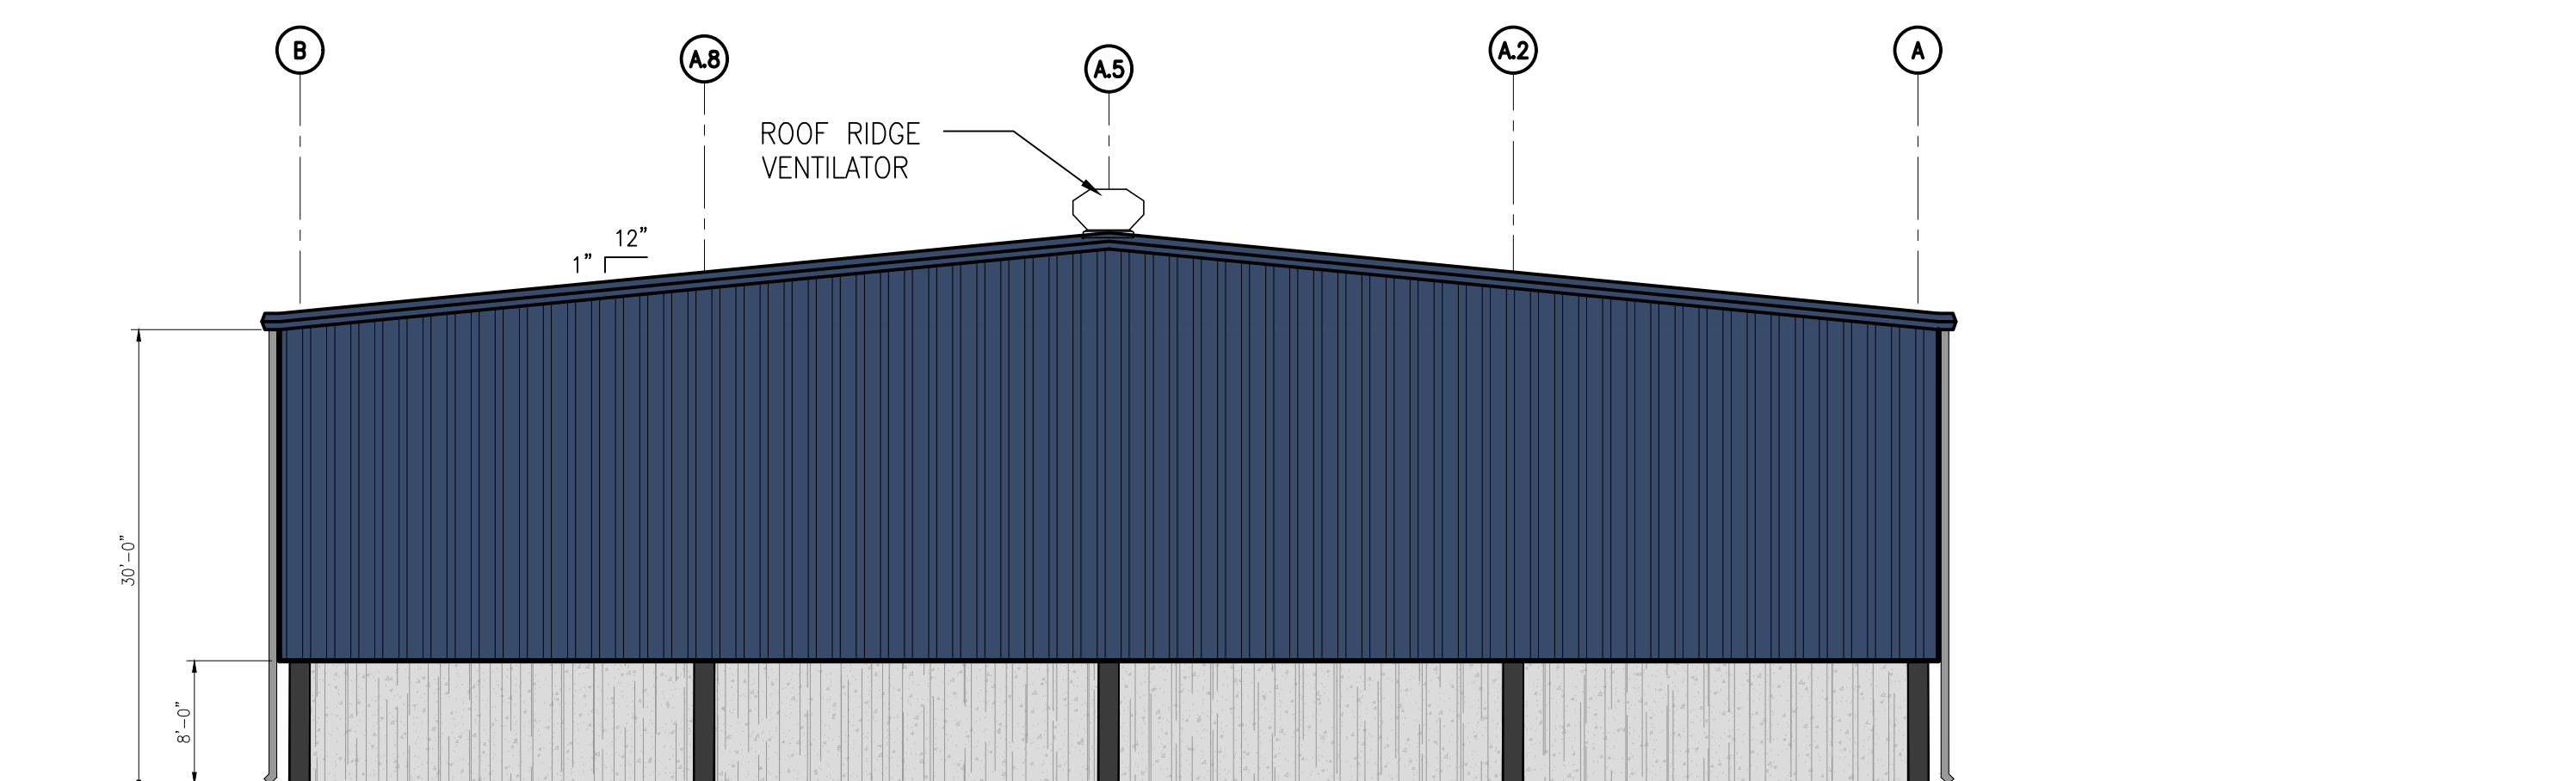 B
A.8
A.5
A.2
A
ROOF RIDGE
VENTILATOR
12”
1”
30'-0”
8'-0”